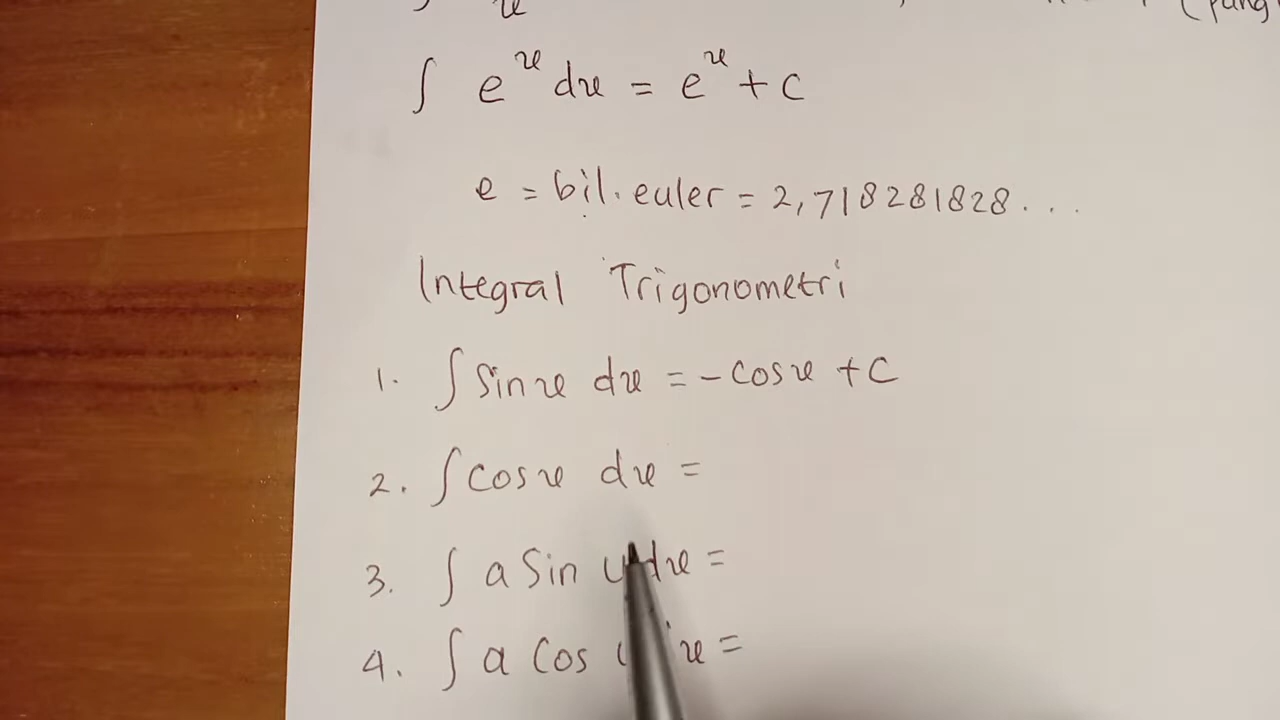 x
(pang
∫ e^x dx = e^x + c
e = bil. euler = 2,718281828...
Integral Trigonometri
1. ∫ Sin x dx = - cos x + C
2. ∫ cos x dx =
3. ∫ a Sin u dx =
4. ∫ a Cos x =